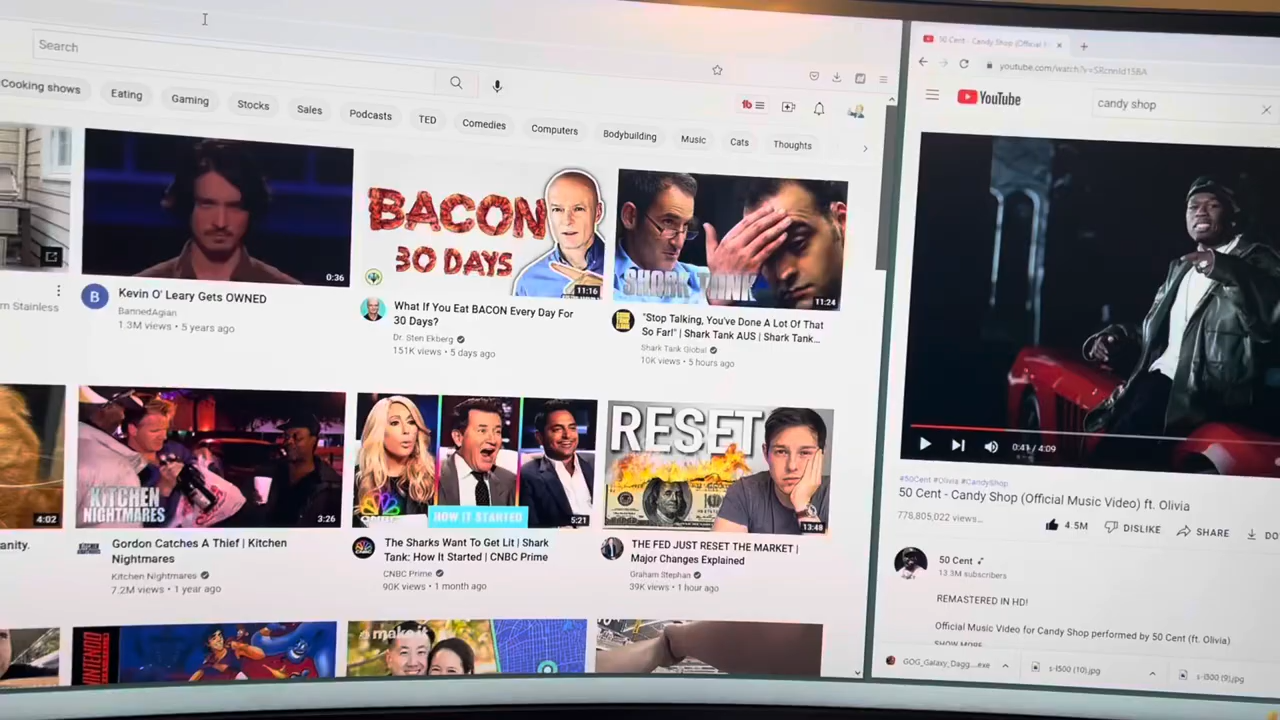 Search
Cooking shows
Eating
Gaming
Stocks
Sales
Podcasts
TED
Comedies
Computers
Bodybuilding
Music
Cats
Thoughts
0:36
Kevin O' Leary Gets OWNED
BannedAgian
1.3M views • 5 years ago
B
BACON
30 DAYS
11:16
What If You Eat BACON Every Day For
30 Days?
Dr. Sten Ekberg
151K views • 5 days ago
SHARK TANK
11:24
"Stop Talking, You've Done A Lot Of That
So Far!" | Shark Tank AUS | Shark Tank...
Shark Tank Global
10K views • 5 hours ago
Stainless
4:02
anity.
KITCHEN
NIGHTMARES
3:26
Gordon Catches A Thief | Kitchen
Nightmares
Kitchen Nightmares
7.2M views • 1 year ago
CNBC
HOW IT STARTED
5:21
The Sharks Want To Get Lit | Shark
Tank: How It Started | CNBC Prime
CNBC Prime
90K views • 1 month ago
RESET
13:48
THE FED JUST RESET THE MARKET |
Major Changes Explained
Graham Stephan
39K views • 1 hour ago
NINTENDO
make it
50 Cent - Candy Shop (Official
YouTube
candy shop
0:41 / 4:09
#50Cent #Olivia #CandyShop
50 Cent - Candy Shop (Official Music Video) ft. Olivia
778,805,022 views...
4.5M
DISLIKE
SHARE
DO
50 Cent
13.3M subscribers
REMASTERED IN HD!
Official Music Video for Candy Shop performed by 50 Cent (ft. Olivia)
SHOW MORE
GOG_Galaxy_Dagg....exe
s-l500 (10).jpg
s-l500 (9).jpg